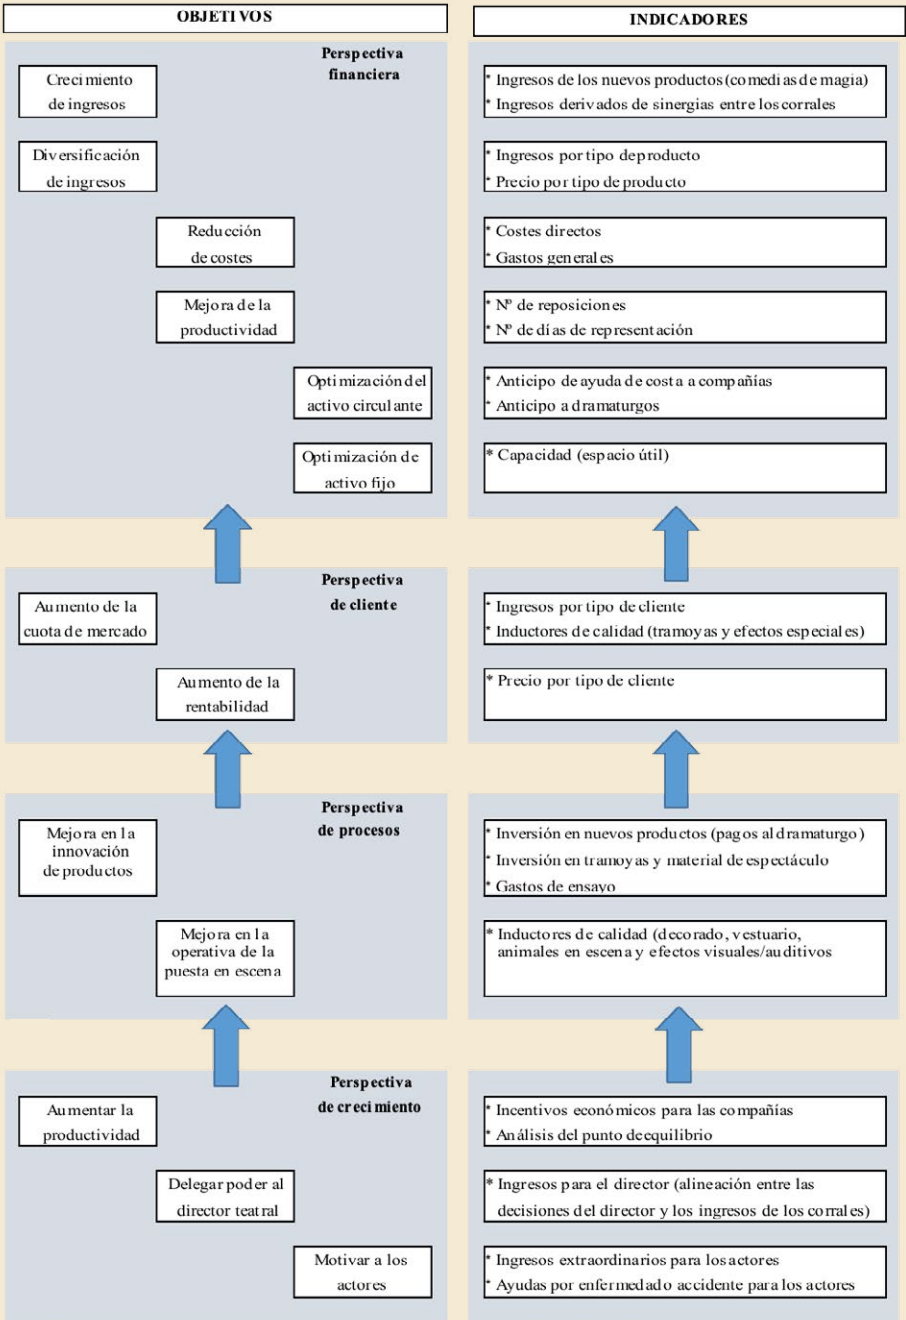 OBJETIVOS
INDICADORES
Perspectiva
financiera
Crecimiento
de ingresos
* Ingresos de los nuevos productos (comedias de magia)
* Ingresos derivados de sinergias entre los corrales
Diversificación
de ingresos
* Ingresos por tipo de producto
* Precio por tipo de producto
Reducción
de costes
* Costes directos
* Gastos generales
Mejora de la
productividad
* Nº de reposiciones
* Nº de días de representación
Optimización del
activo circulante
* Anticipo de ayuda de costa a compañías
* Anticipo a dramaturgos
Optimización de
activo fijo
* Capacidad (espacio útil)
Perspectiva
de cliente
Aumento de la
cuota de mercado
* Ingresos por tipo de cliente
* Inductores de calidad (tramoyas y efectos especiales)
Aumento de la
rentabilidad
* Precio por tipo de cliente
Perspectiva
de procesos
Mejora en la
innovación
de productos
* Inversión en nuevos productos (pagos al dramaturgo)
* Inversión en tramoyas y material de espectáculo
* Gastos de ensayo
Mejora en la
operativa de la
puesta en escena
* Inductores de calidad (decorado, vestuario,
animales en escena y efectos visuales/auditivos
Perspectiva
de crecimiento
Aumentar la
productividad
* Incentivos económicos para las compañías
* Análisis del punto de equilibrio
Delegar poder al
director teatral
* Ingresos para el director (alineación entre las
decisiones del director y los ingresos de los corrales)
Motivar a los
actores
* Ingresos extraordinarios para los actores
* Ayudas por enfermedad o accidente para los actores